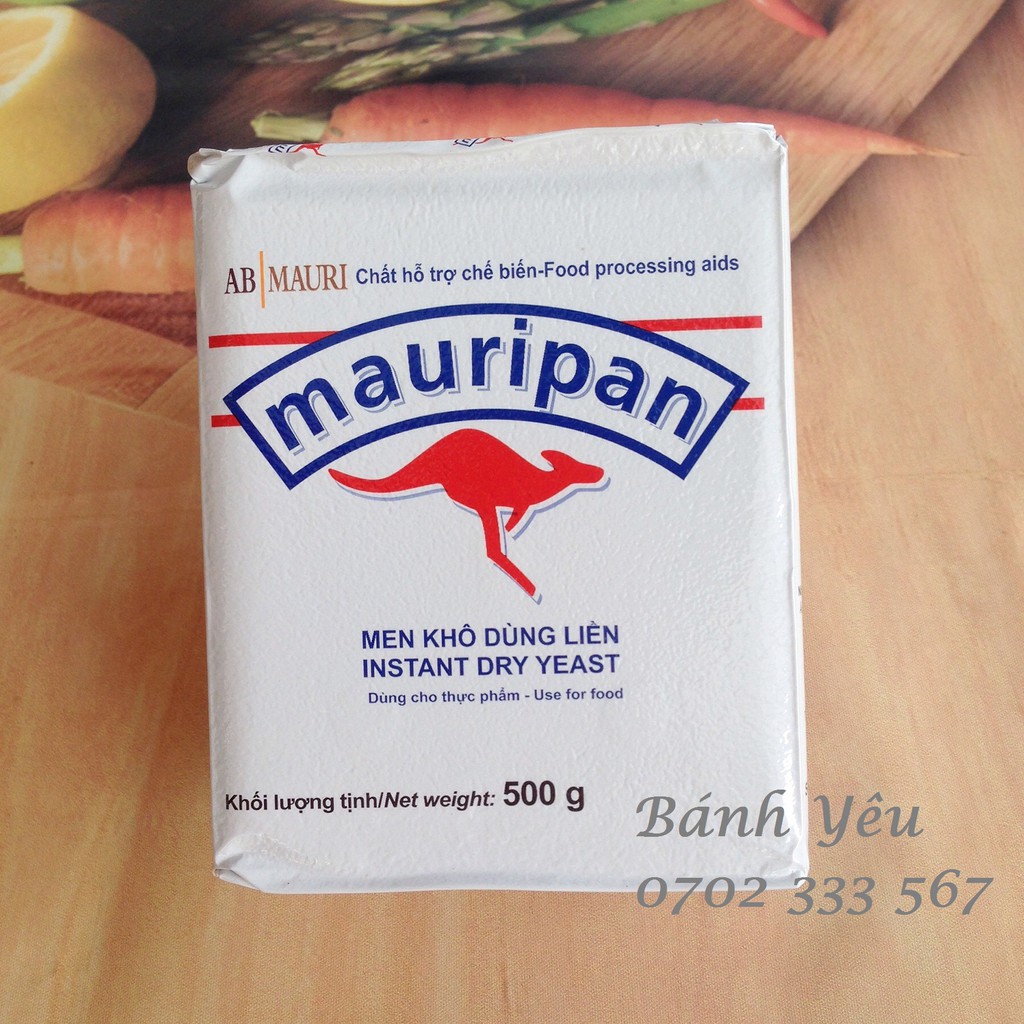 AB|MAURI Chất hỗ trợ chế biến-Food processing aids
mauripan
MEN KHÔ DÙNG LIỀN
INSTANT DRY YEAST
Dùng cho thực phẩm - Use for food
Khối lượng tịnh/Net weight: 500 g
Bánh Yêu
0702 333 567